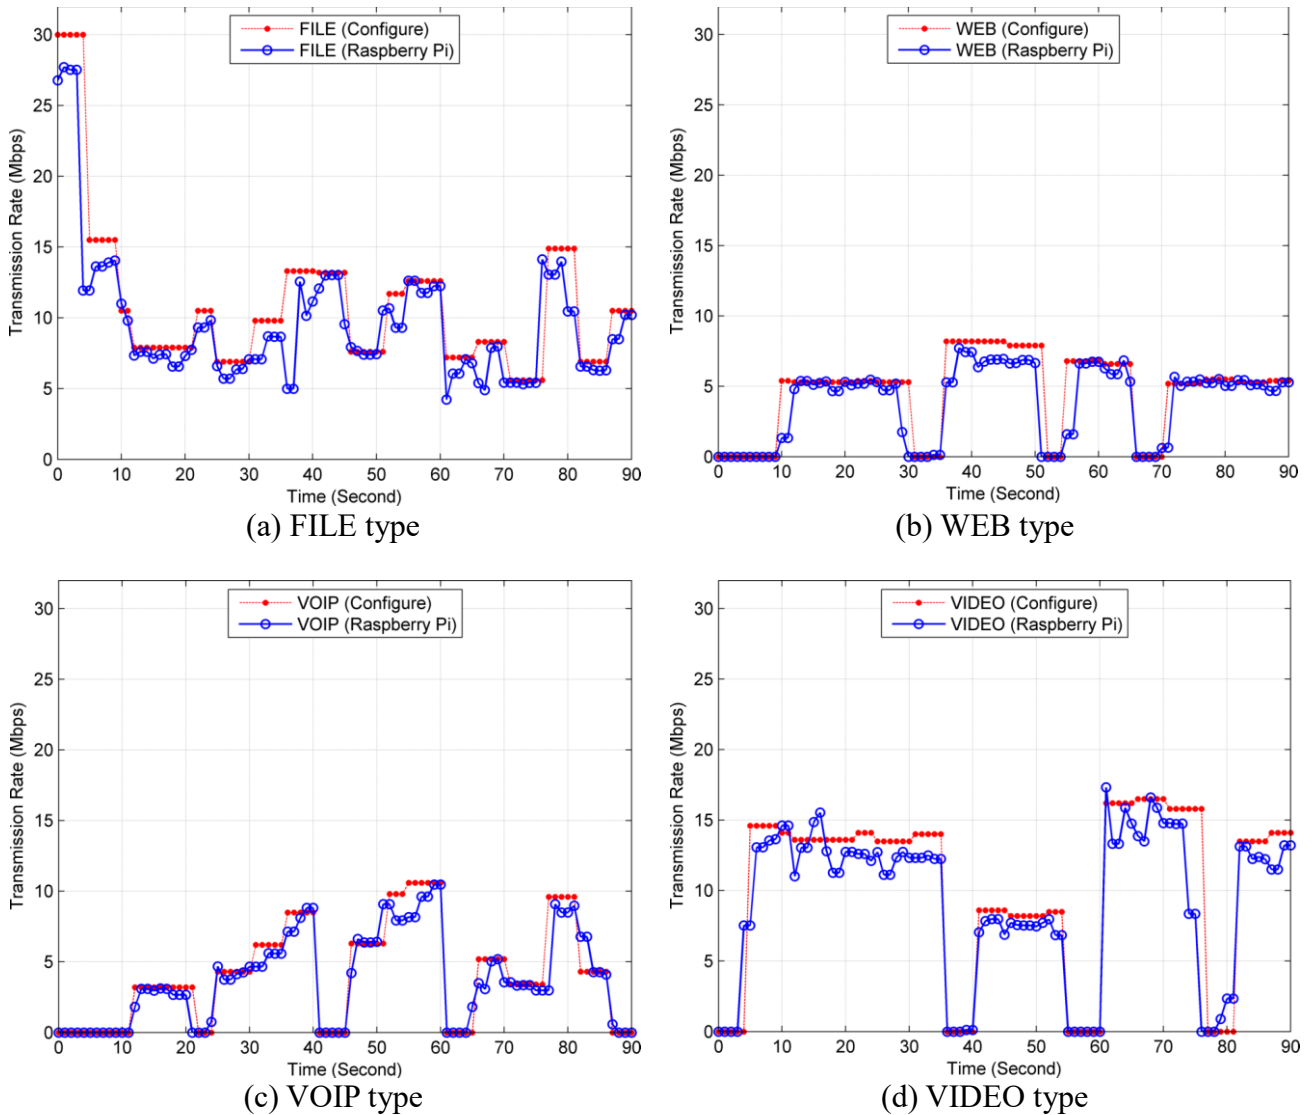 FILE (Configure)
FILE (Raspberry Pi)
Transmission Rate (Mbps)
30
25
20
15
10
5
0
0 10 20 30 40 50 60 70 80 90
Time (Second)
(a) FILE type
WEB (Configure)
WEB (Raspberry Pi)
Transmission Rate (Mbps)
30
25
20
15
10
5
0
0 10 20 30 40 50 60 70 80 90
Time (Second)
(b) WEB type
VOIP (Configure)
VOIP (Raspberry Pi)
Transmission Rate (Mbps)
30
25
20
15
10
5
0
0 10 20 30 40 50 60 70 80 90
Time (Second)
(c) VOIP type
VIDEO (Configure)
VIDEO (Raspberry Pi)
Transmission Rate (Mbps)
30
25
20
15
10
5
0
0 10 20 30 40 50 60 70 80 90
Time (Second)
(d) VIDEO type